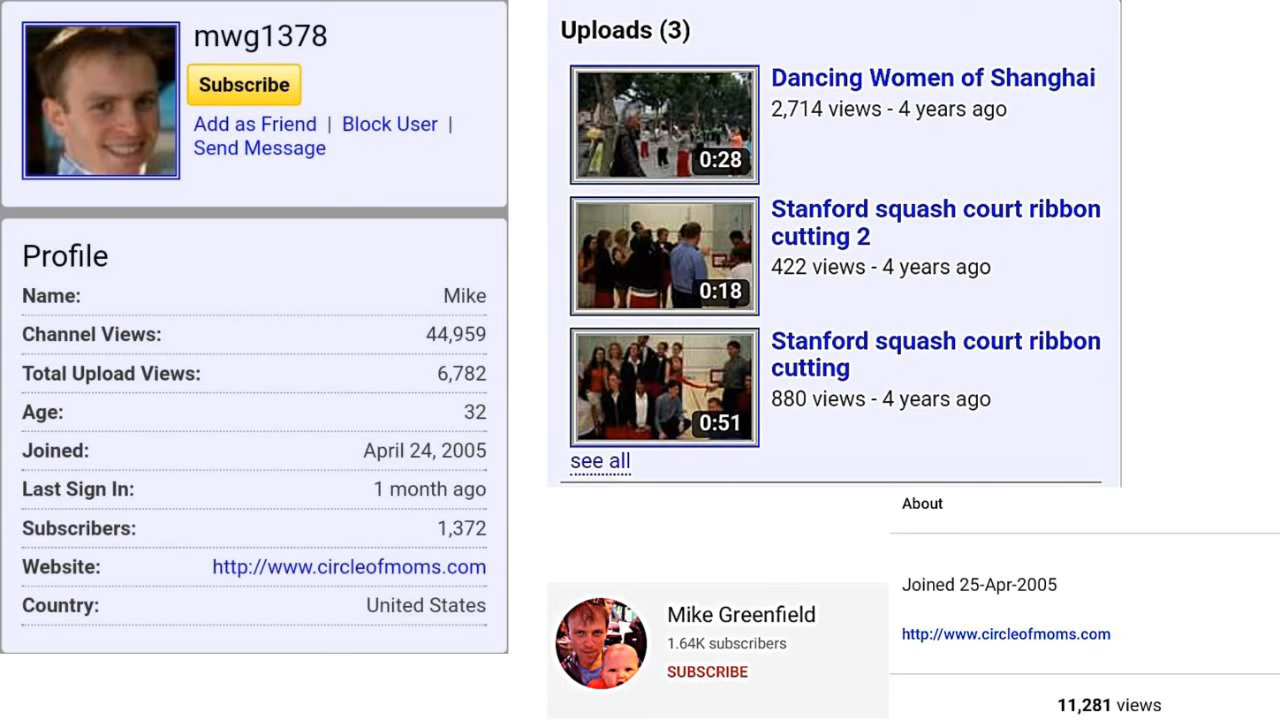 mwg1378
Subscribe
Add as Friend | Block User |
Send Message
Profile
Name: Mike
Channel Views: 44,959
Total Upload Views: 6,782
Age: 32
Joined: April 24, 2005
Last Sign In: 1 month ago
Subscribers: 1,372
Website: http://www.circleofmoms.com
Country: United States
Uploads (3)
0:28
Dancing Women of Shanghai
2,714 views - 4 years ago
0:18
Stanford squash court ribbon
cutting 2
422 views - 4 years ago
0:51
Stanford squash court ribbon
cutting
880 views - 4 years ago
see all
Mike Greenfield
1.64K subscribers
SUBSCRIBE
About
Joined 25-Apr-2005
http://www.circleofmoms.com
11,281 views